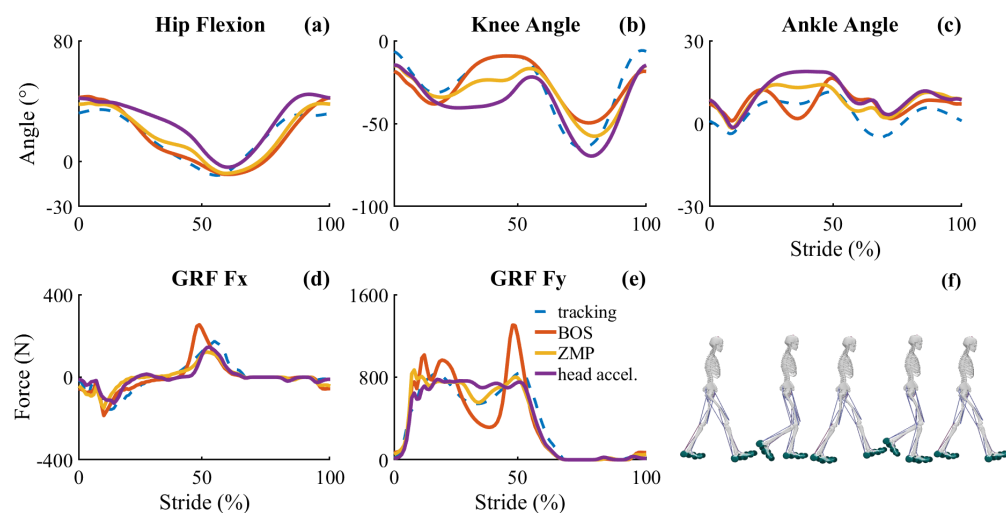 Hip Flexion (a)
Knee Angle (b)
Ankle Angle (c)
Angle (°)
80
0
-30
0
50
100
0
-50
-100
0
50
100
30
0
-30
0
50
100
Stride (%)
GRF Fx (d)
GRF Fy (e)
(f)
Force (N)
400
0
-400
0
50
100
Stride (%)
1600
800
0
0
50
100
Stride (%)
tracking
BOS
ZMP
head accel.